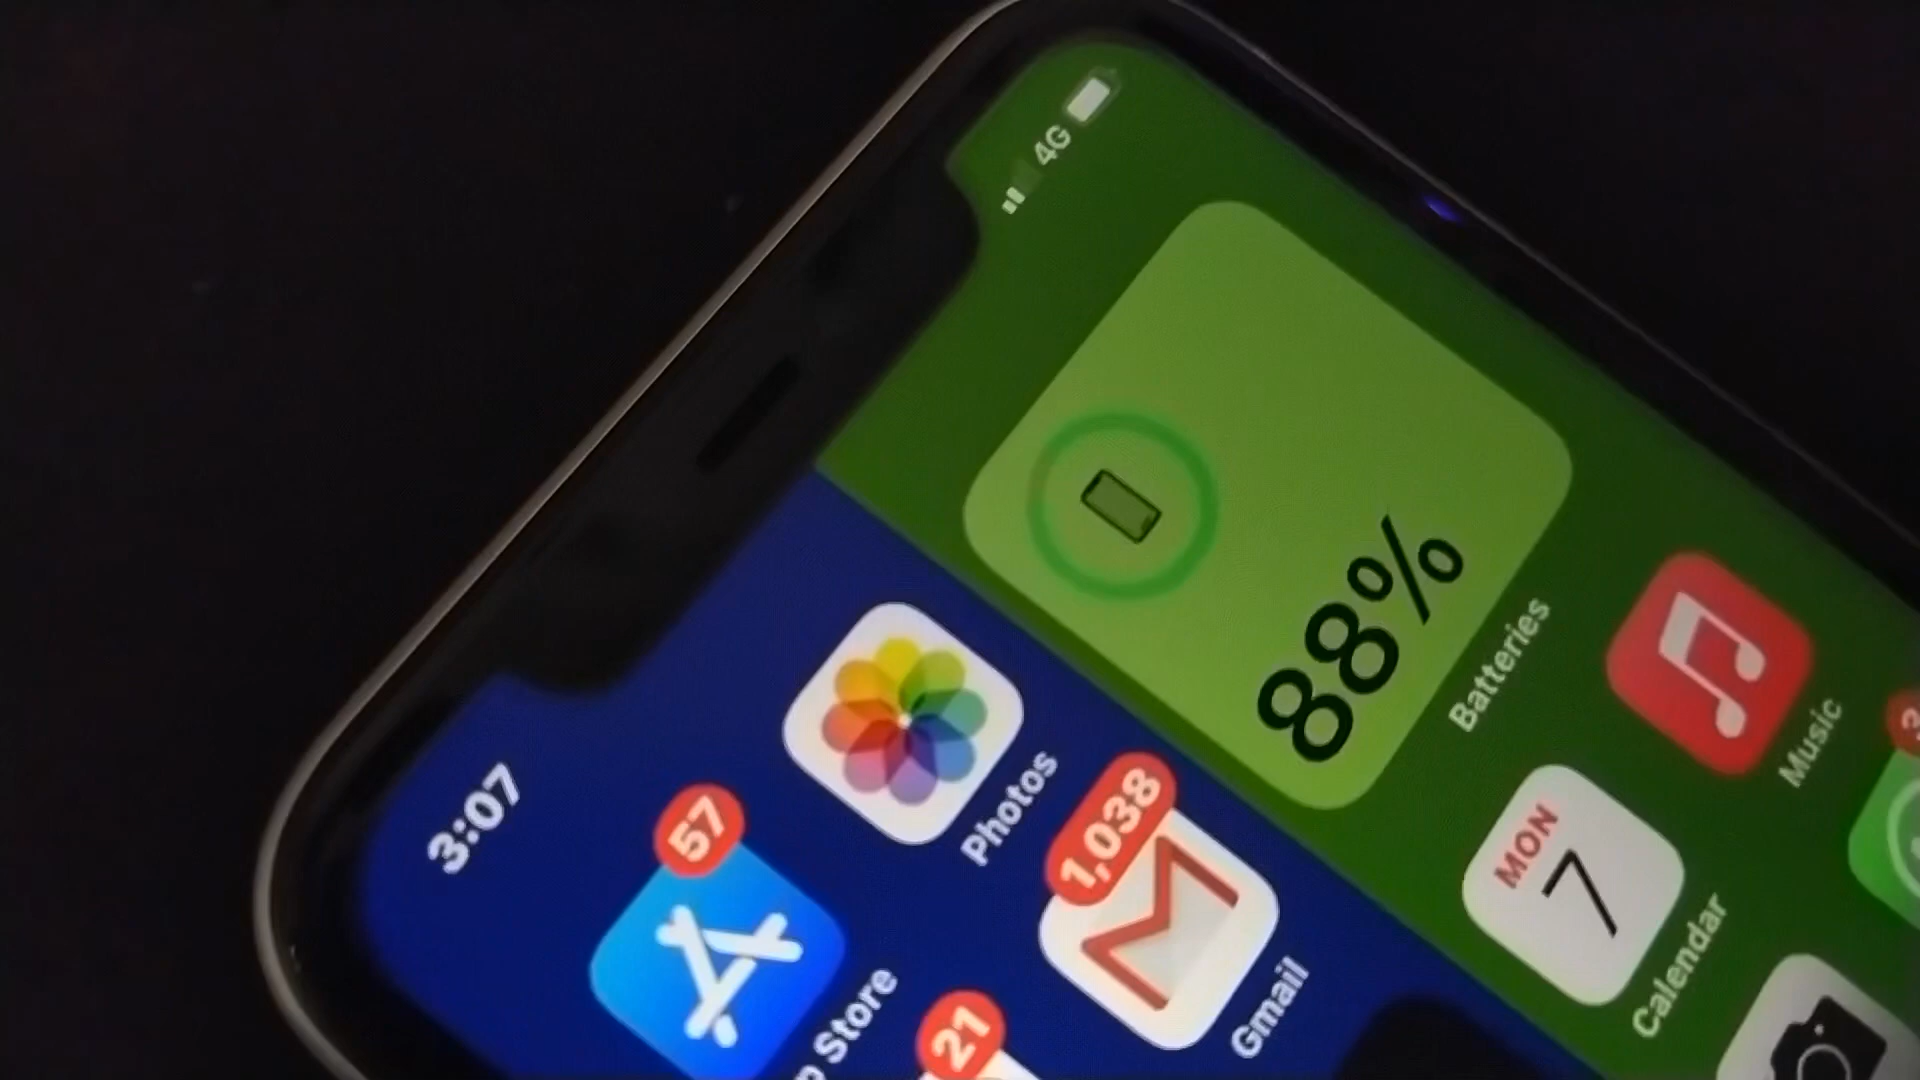 3:07
4G
57
Store
Photos
88%
Batteries
1,038
Gmail
21
MON
7
Calendar
Music